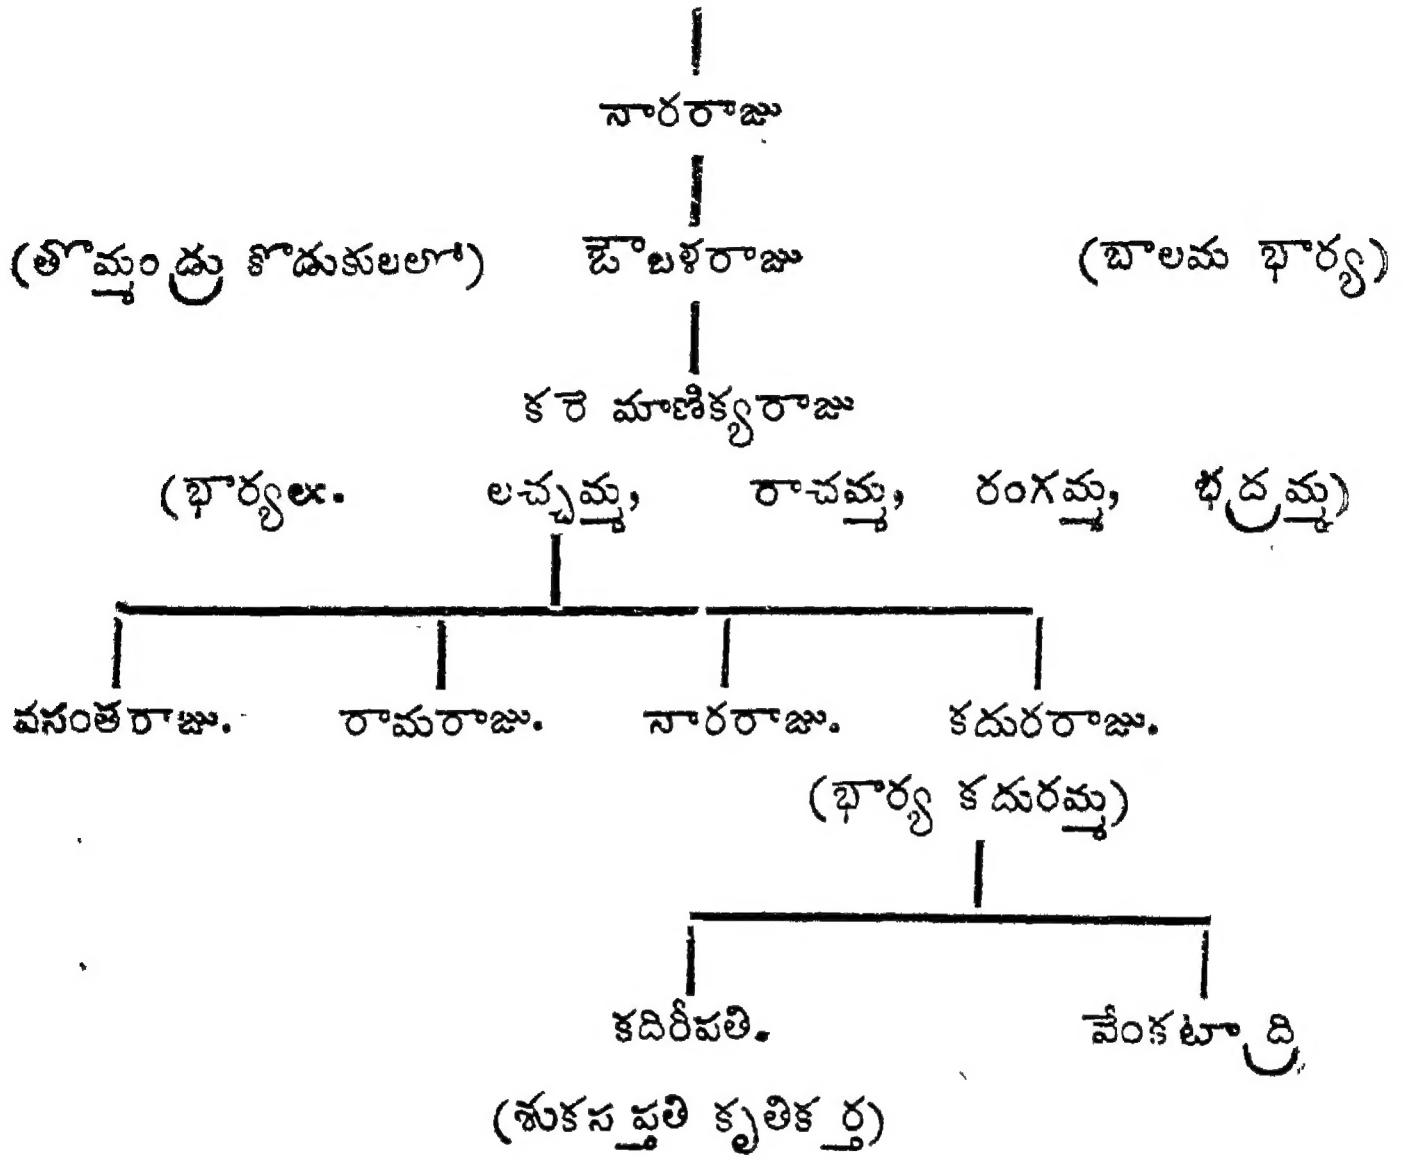 నారరాజు
(తొమ్మండ్రు కొడుకులలో) ఔబళరాజు (బాలమ భార్య)
కరె మాణిక్యరాజు
(భార్యలు. లచ్చమ్మ, రాచమ్మ, రంగమ్మ, భద్రమ్మ)
వసంతరాజు. రామరాజు. నారరాజు. కదురరాజు.
(భార్య కదురమ్మ)
కదిరీపతి. వేంకటాద్రి
(శుకసప్తతి కృతికర్త)